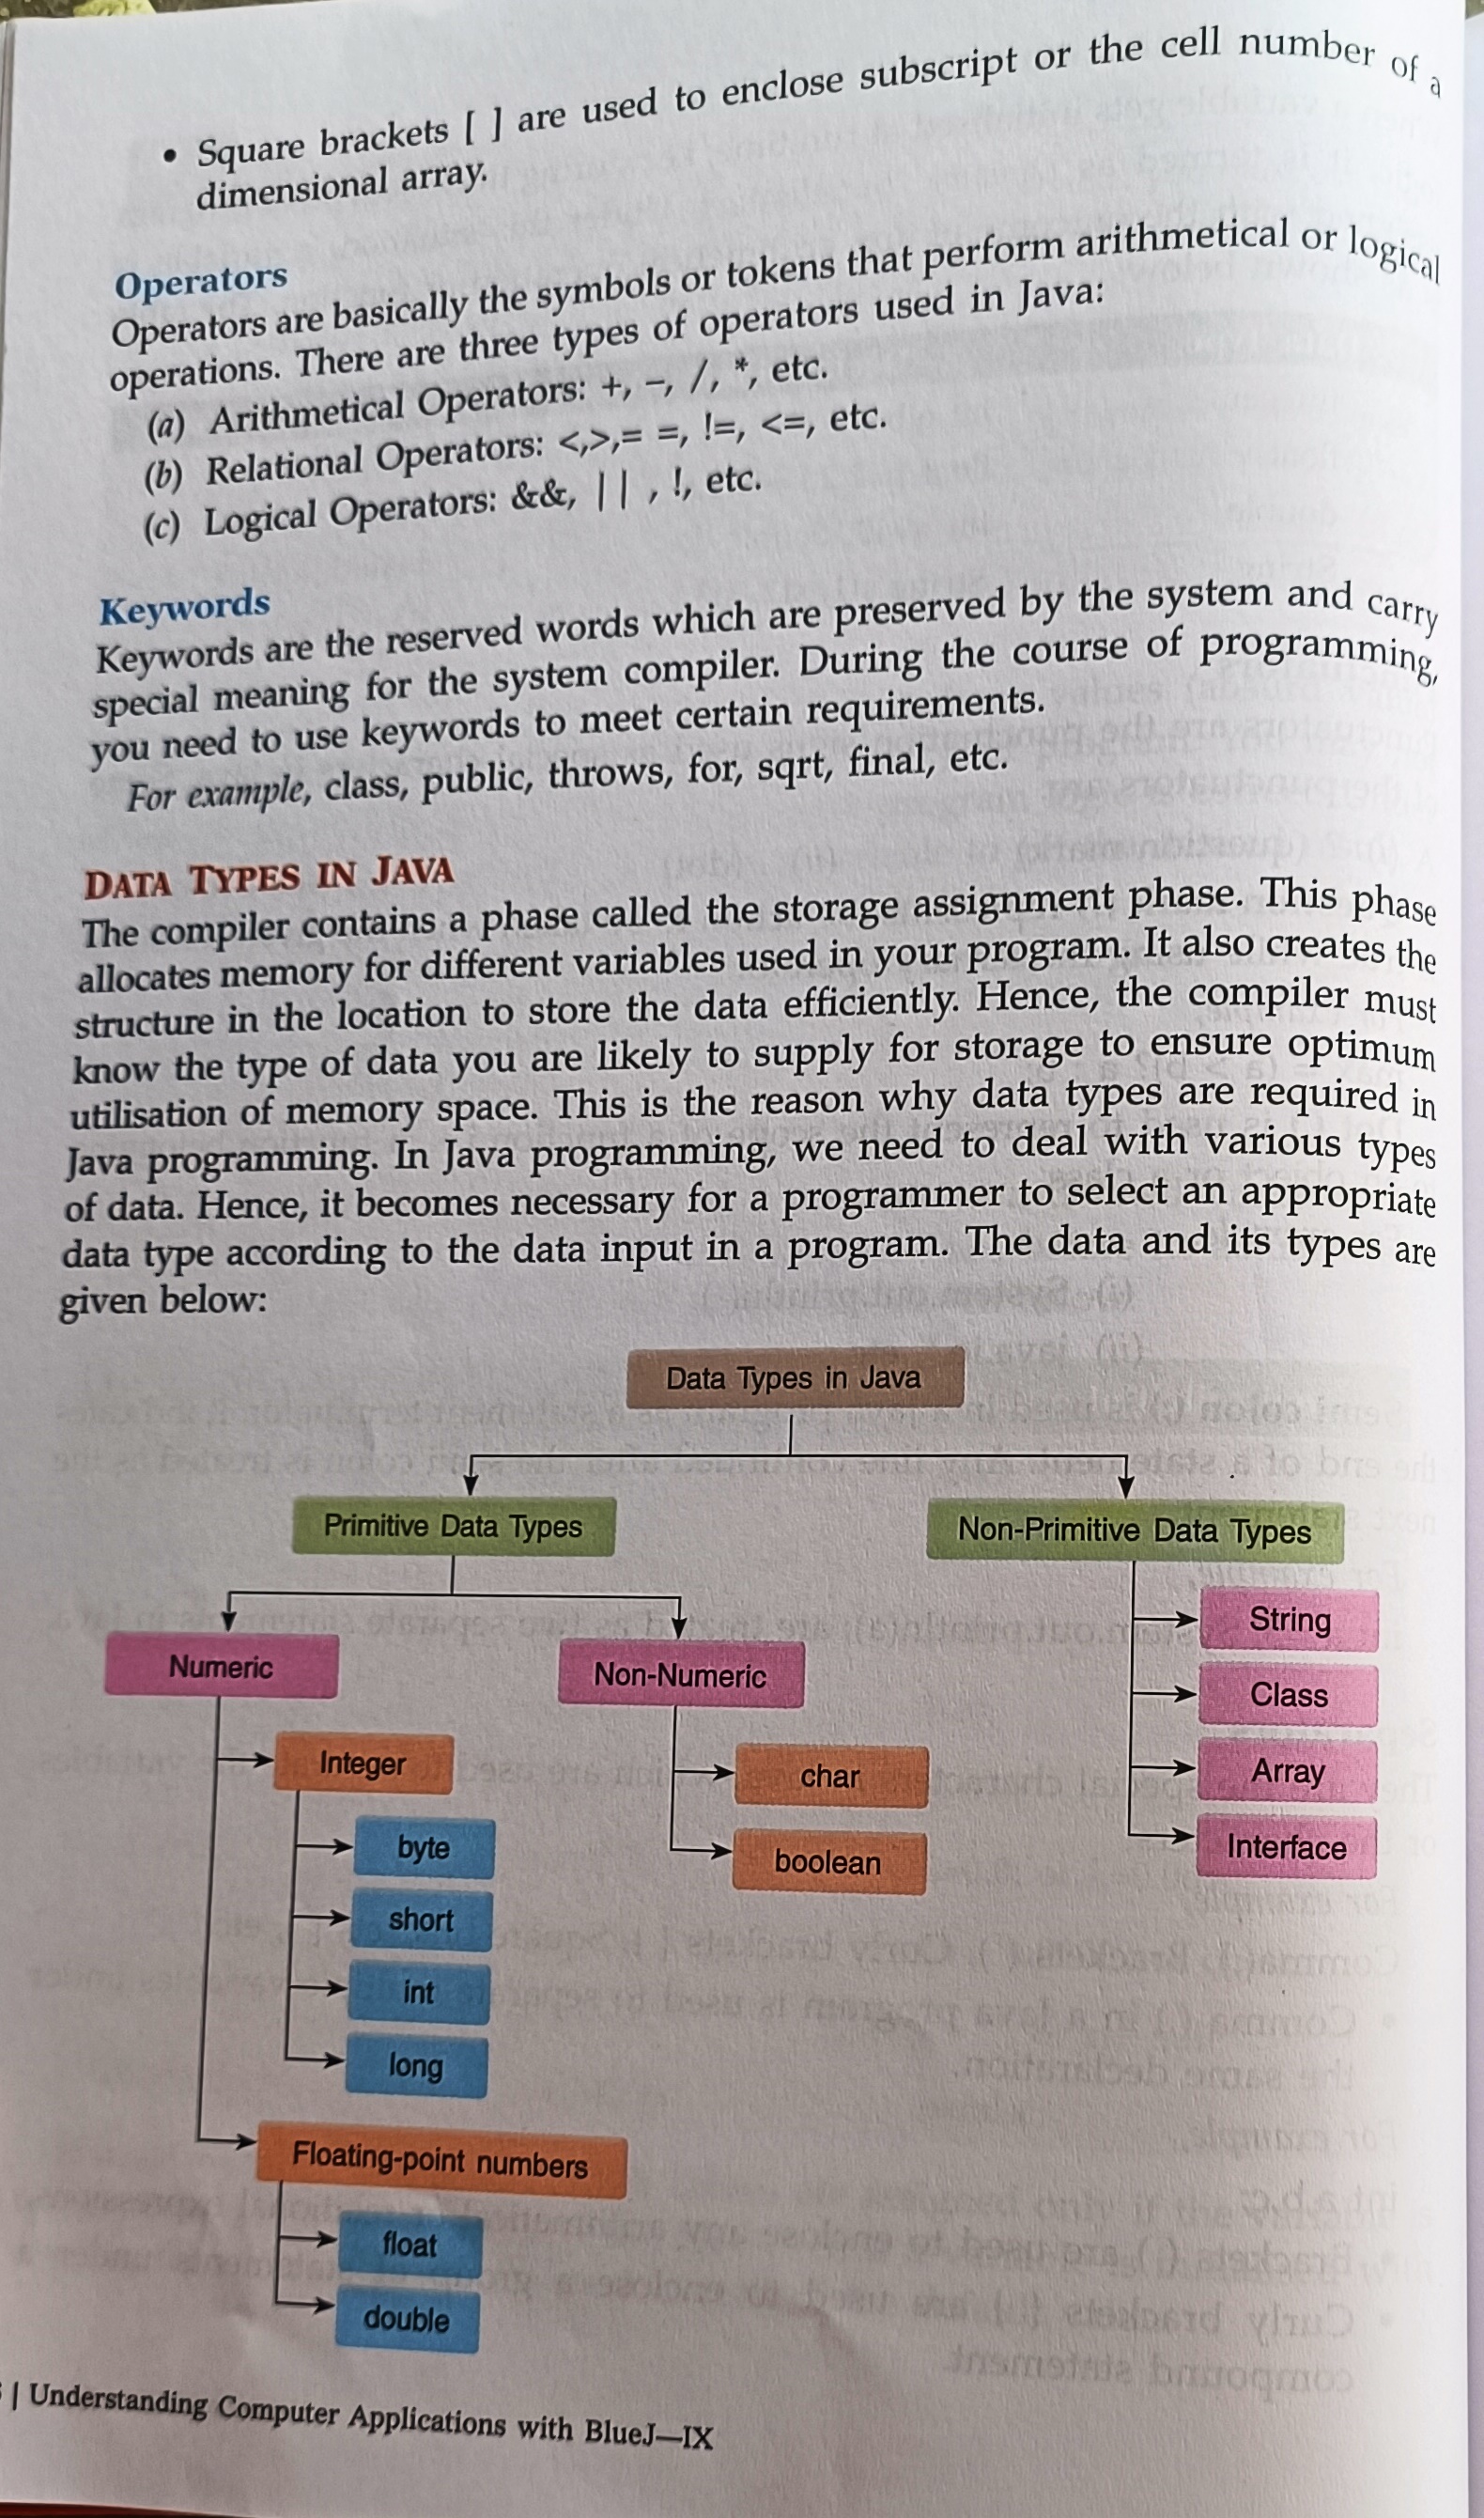 • Square brackets [ ] are used to enclose subscript or the cell number of a
dimensional array.
Operators
Operators are basically the symbols or tokens that perform arithmetical or logical
operations. There are three types of operators used in Java:
(a) Arithmetical Operators: +, –, /, *, etc.
(b) Relational Operators: <,>,= =, !=, <=, etc.
(c) Logical Operators: &&, | | , !, etc.
Keywords
Keywords are the reserved words which are preserved by the system and carry
special meaning for the system compiler. During the course of programming,
you need to use keywords to meet certain requirements.
For example, class, public, throws, for, sqrt, final, etc.
DATA TYPES IN JAVA
The compiler contains a phase called the storage assignment phase. This phase
allocates memory for different variables used in your program. It also creates the
structure in the location to store the data efficiently. Hence, the compiler must
know the type of data you are likely to supply for storage to ensure optimum
utilisation of memory space. This is the reason why data types are required in
Java programming. In Java programming, we need to deal with various types
of data. Hence, it becomes necessary for a programmer to select an appropriate
data type according to the data input in a program. The data and its types are
given below:
Data Types in Java
Primitive Data Types
Non-Primitive Data Types
Numeric
Non-Numeric
String
Class
Array
Interface
Integer
char
boolean
byte
short
int
long
Floating-point numbers
float
double
| Understanding Computer Applications with BlueJ—IX